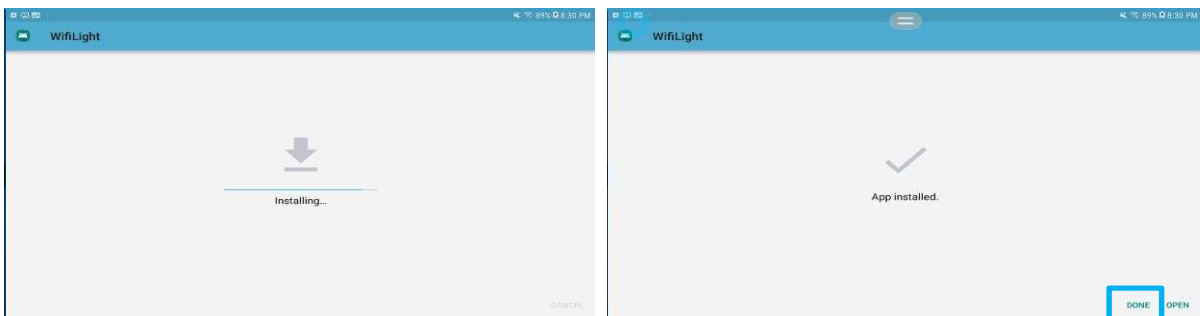 89% 8:30 PM
WifiLight
Installing...
CANCEL
89% 8:30 PM
WifiLight
App installed.
DONE OPEN